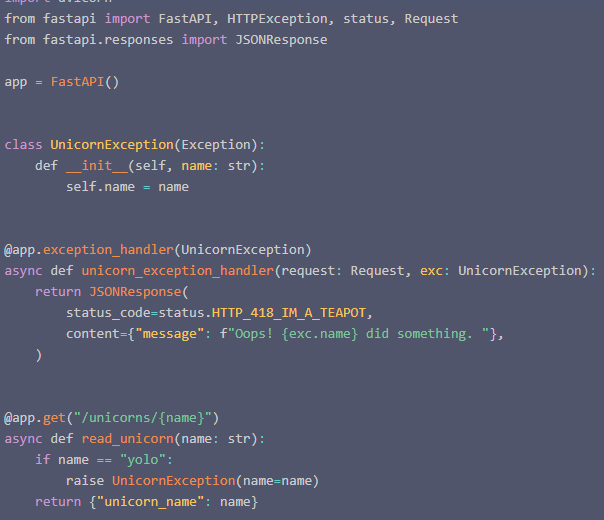 import uvicorn
from fastapi import FastAPI, HTTPException, status, Request
from fastapi.responses import JSONResponse

app = FastAPI()


class UnicornException(Exception):
    def __init__(self, name: str):
        self.name = name


@app.exception_handler(UnicornException)
async def unicorn_exception_handler(request: Request, exc: UnicornException):
    return JSONResponse(
        status_code=status.HTTP_418_IM_A_TEAPOT,
        content={"message": f"Oops! {exc.name} did something. "},
    )


@app.get("/unicorns/{name}")
async def read_unicorn(name: str):
    if name == "yolo":
        raise UnicornException(name=name)
    return {"unicorn_name": name}